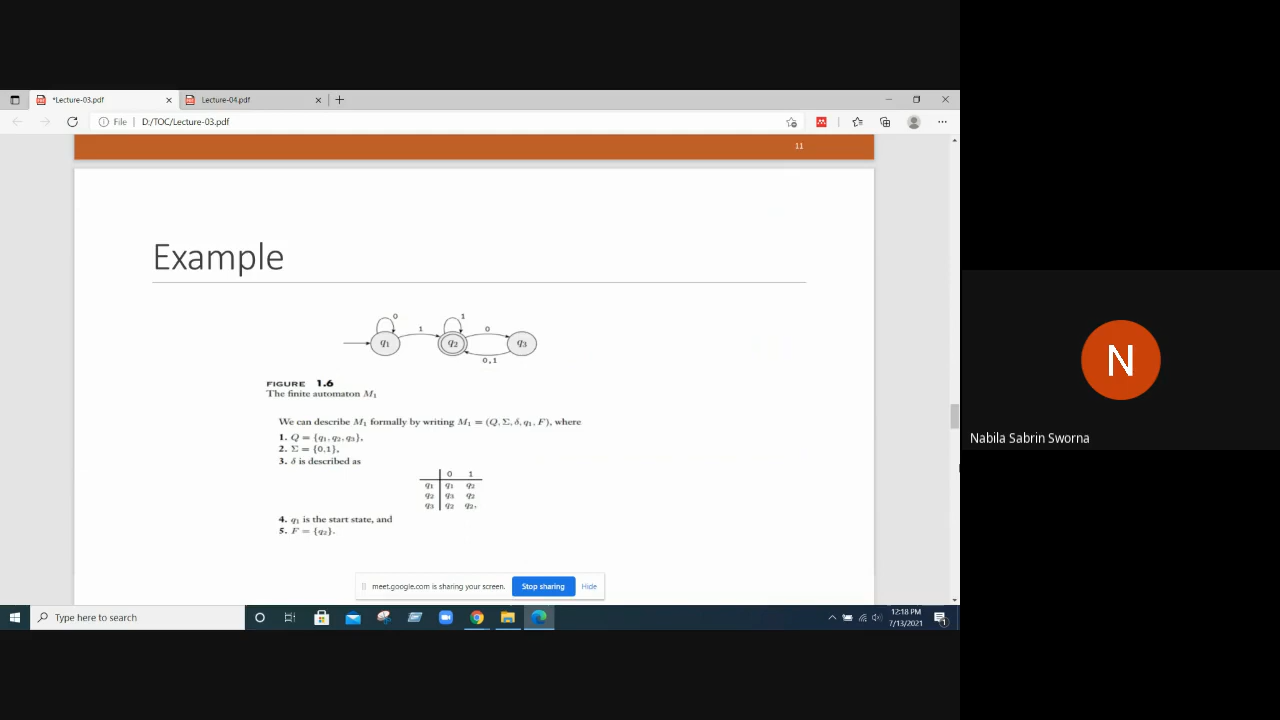 *Lecture-03.pdf
Lecture-04.pdf
File
D:/TOC/Lecture-03.pdf
11
Example
0
1
1
0
q₁
q₂
q₃
0,1
FIGURE 1.6
The finite automaton M₁
We can describe M₁ formally by writing M₁ = (Q, Σ, δ, q₁, F), where
1. Q = {q₁, q₂, q₃},
2. Σ = {0,1},
3. δ is described as
0 1
q₁ q₁ q₂
q₂ q₃ q₂
q₃ q₂ q₂,
4. q₁ is the start state, and
5. F = {q₂}.
meet.google.com is sharing your screen.
Stop sharing
Hide
Type here to search
12:18 PM
7/13/2021
1
N
Nabila Sabrin Sworna